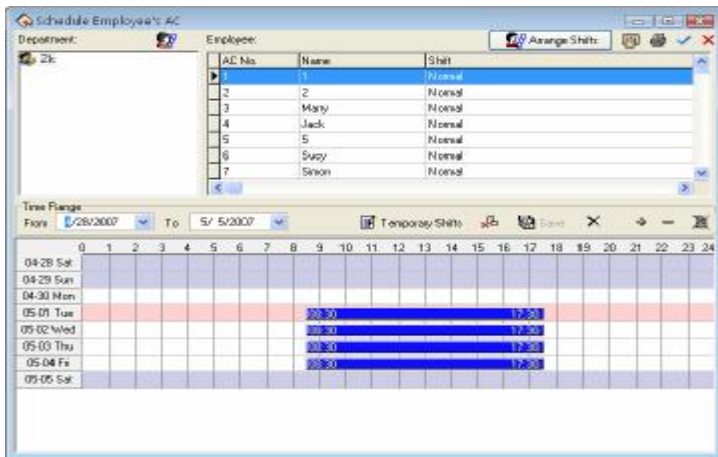 Schedule Employee's AC
Department:
Employee:
Arrange Shifts
Zk
AC No. Name Shift
1 1 Normal
2 2 Normal
3 Many Normal
4 Jack Normal
5 5 Normal
6 Sucy Normal
7 Simon Normal
Time Range
From /28/2007 To 5/ 5/2007 Temporary Shifts Save
0 1 2 3 4 5 6 7 8 9 10 11 12 13 14 15 16 17 18 19 20 21 22 23 24
04-28 Sat
04-29 Sun
04-30 Mon
05-01 Tue 08:30 17:30
05-02 Wed 08:30 17:30
05-03 Thu 08:30 17:30
05-04 Fri 08:30 17:30
05-05 Sat